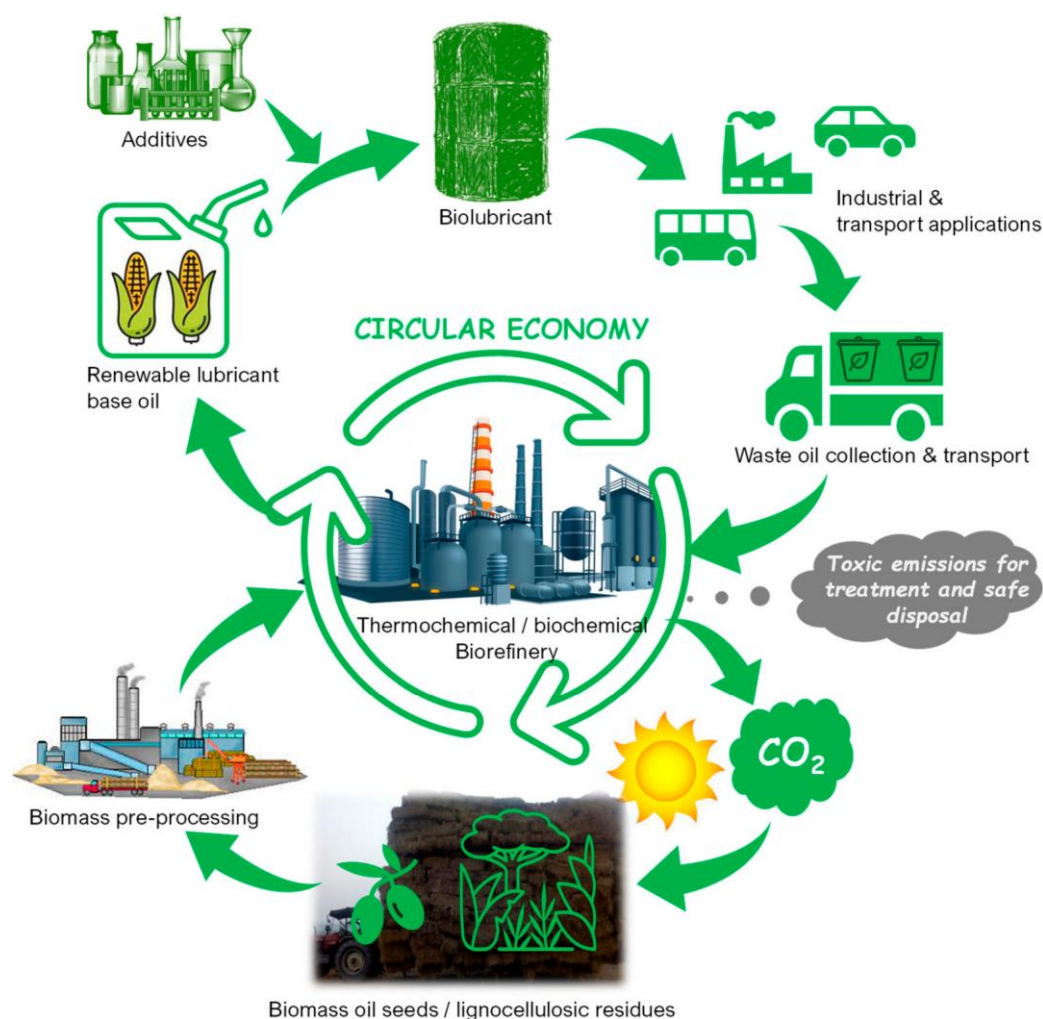 Additives
Biolubricant
Industrial &
transport applications
Renewable lubricant
base oil
CIRCULAR ECONOMY
Waste oil collection & transport
Toxic emissions for
treatment and safe
disposal
Thermochemical / biochemical
Biorefinery
CO₂
Biomass pre-processing
Biomass oil seeds / lignocellulosic residues